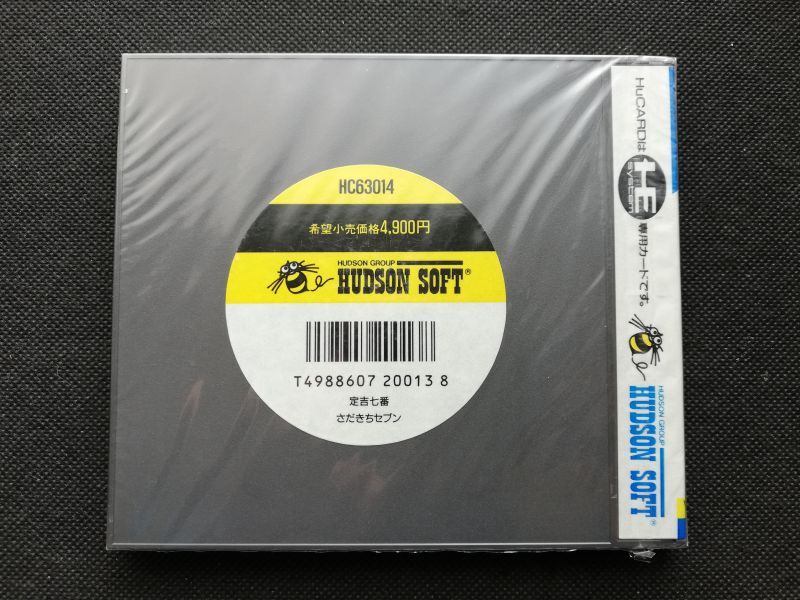 HC63014
希望小売価格4,900円
HUDSON GROUP
HUDSON SOFT®
T4988607 20013 8
定吉七番
さだきちセブン
HuCARDは
HE
system
専用カードです。
HUDSON GROUP
HUDSON SOFT®